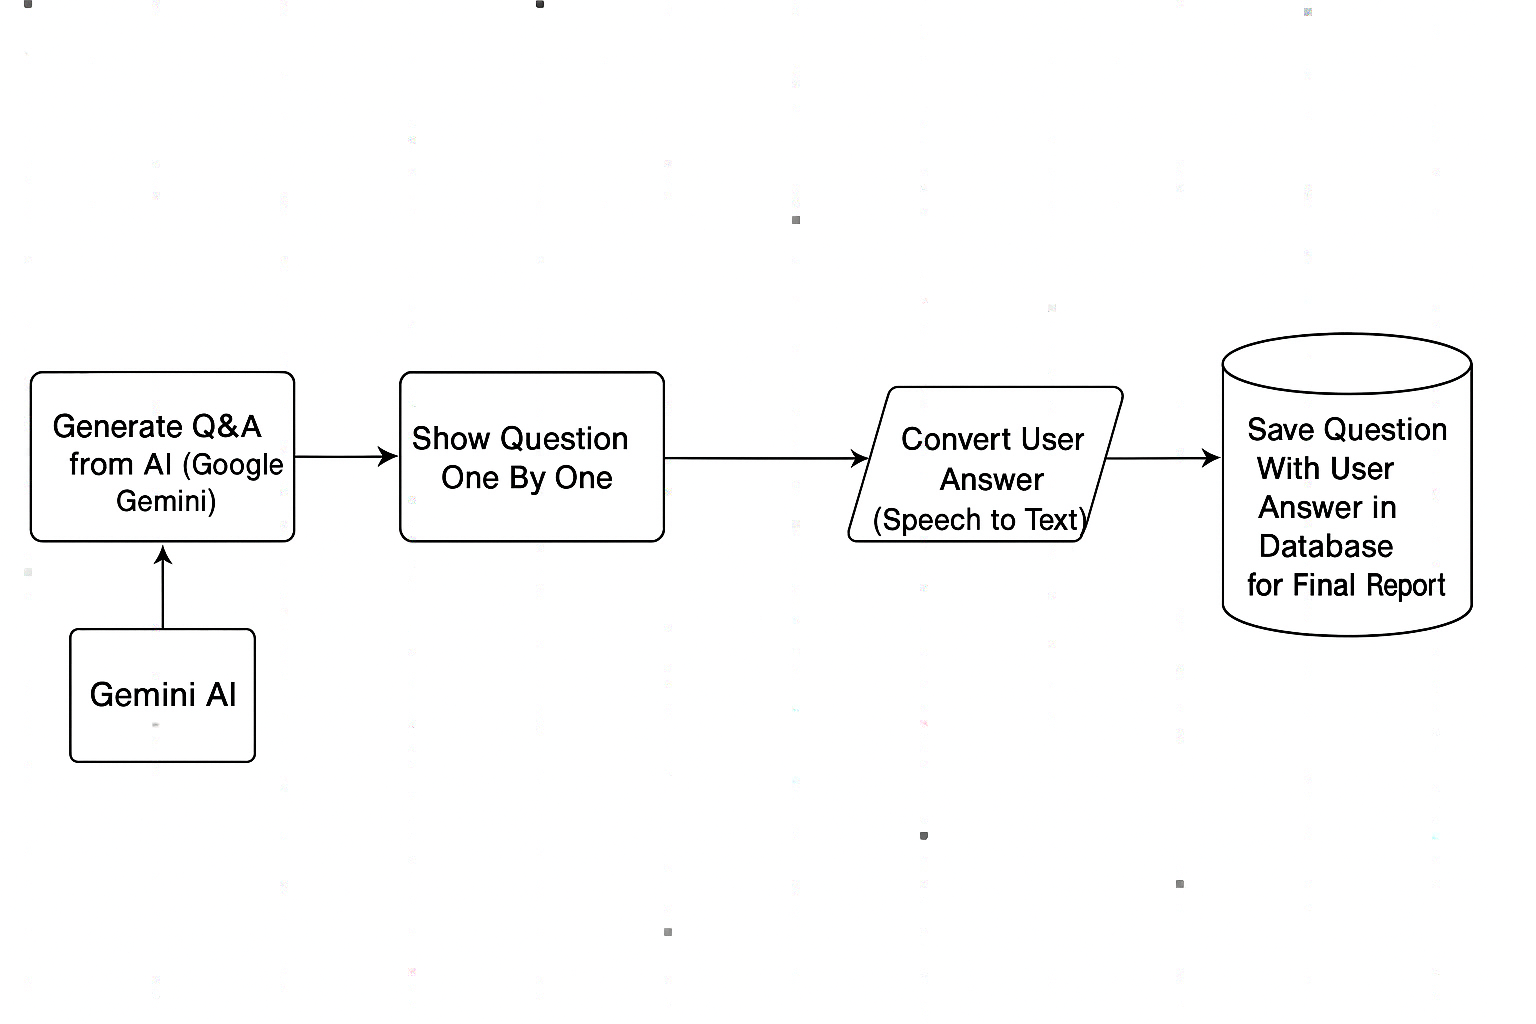 Generate Q&A
from AI (Google
Gemini)
Show Question
One By One
Convert User
Answer
(Speech to Text)
Save Question
With User
Answer in
Database
for Final Report
Gemini AI